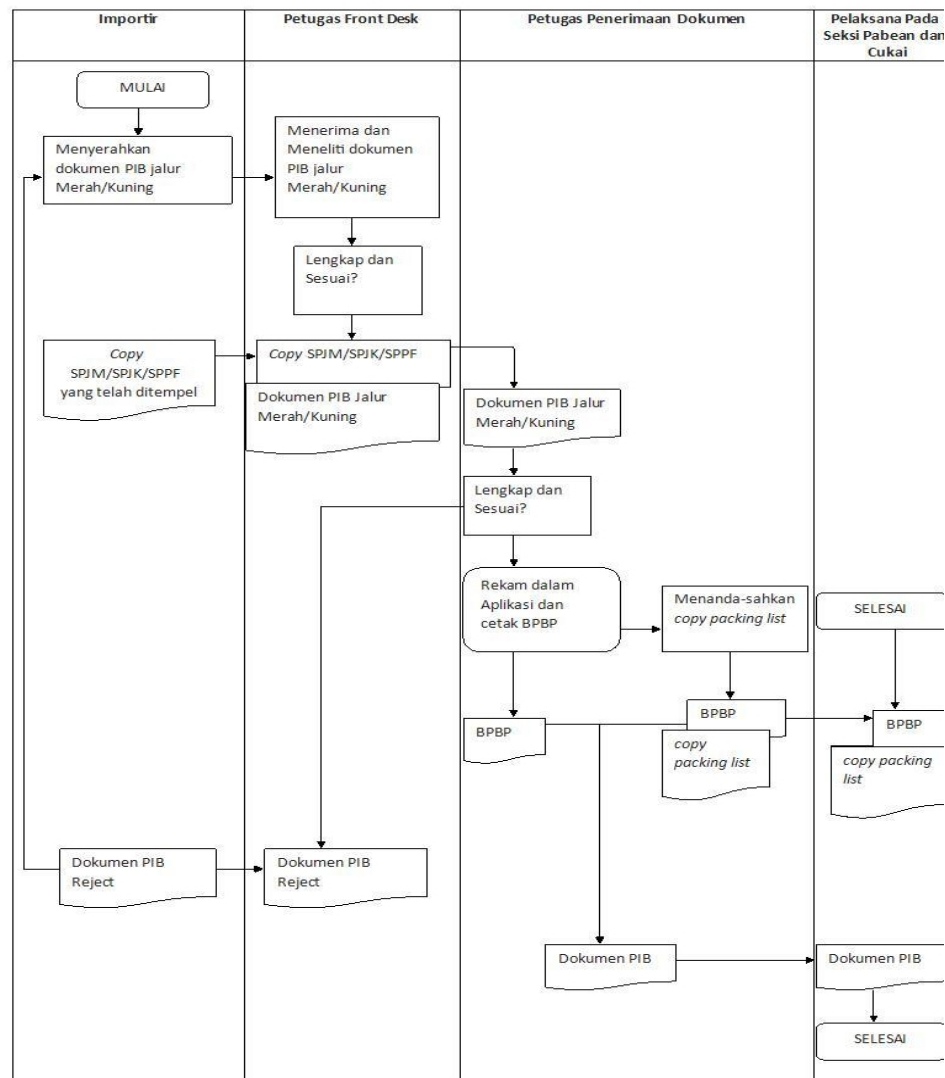 Importir
Petugas Front Desk
Petugas Penerimaan Dokumen
Pelaksana Pada
Seksi Pabean dan
Cukai
MULAI
Menyerahkan
dokumen PIB jalur
Merah/Kuning
Menerima dan
Meneliti dokumen
PIB jalur
Merah/Kuning
Lengkap dan
Sesuai?
Copy
SPJM/SPJK/SPPF
yang telah ditempel
Copy SPJM/SPJK/SPPF
Dokumen PIB Jalur
Merah/Kuning
Dokumen PIB Jalur
Merah/Kuning
Lengkap dan
Sesuai?
Rekam dalam
Aplikasi dan
cetak BPBP
Menanda-sahkan
copy packing list
SELESAI
BPBP
BPBP
copy
packing list
BPBP
copy packing
list
Dokumen PIB
Reject
Dokumen PIB
Reject
Dokumen PIB
Dokumen PIB
SELESAI